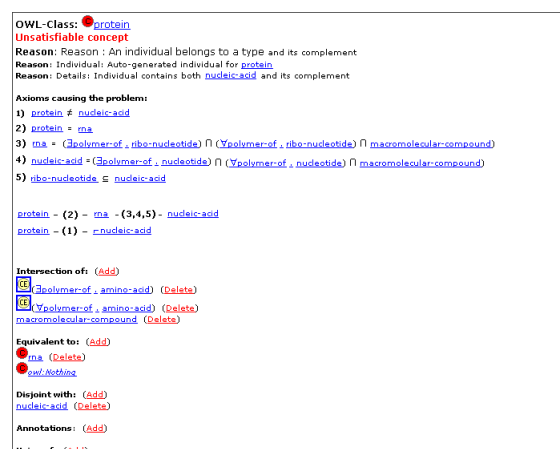 OWL-Class: C protein
Unsatisfiable concept
Reason: Reason : An individual belongs to a type and its complement
Reason: Individual: Auto-generated individual for protein
Reason: Details: Individual contains both nucleic-acid and its complement
Axioms causing the problem:
1) protein ≠ nucleic-acid
2) protein = rna
3) rna = (∃polymer-of . ribo-nucleotide) ∩ (∀polymer-of . ribo-nucleotide) ∩ macromolecular-compound)
4) nucleic-acid =(∃polymer-of . nucleotide) ∩ (∀polymer-of . nucleotide) ∩ macromolecular-compound)
5) ribo-nucleotide ⊆ nucleic-acid
protein – (2) – rna -(3,4,5)- nucleic-acid
protein – (1) – ⌐nucleic-acid
Intersection of: (Add)
CE (∃polymer-of . amino-acid) (Delete)
CE (∀polymer-of . amino-acid) (Delete)
macromolecular-compound (Delete)
Equivalent to: (Add)
C rna (Delete)
C owl:Nothing
Disjoint with: (Add)
nucleic-acid (Delete)
Annotations: (Add)